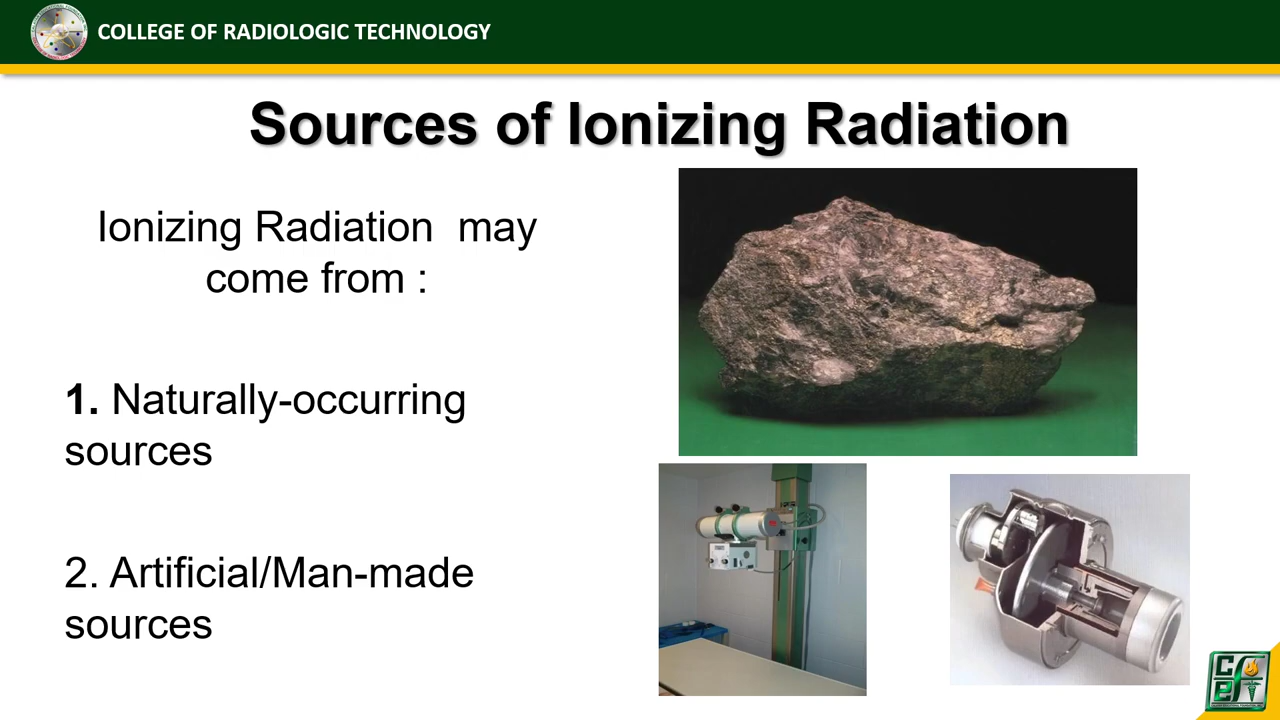 COLLEGE OF RADIOLOGIC TECHNOLOGY
Sources of Ionizing Radiation
Ionizing Radiation  may
come from :
1. Naturally-occurring
sources
2. Artificial/Man-made
sources